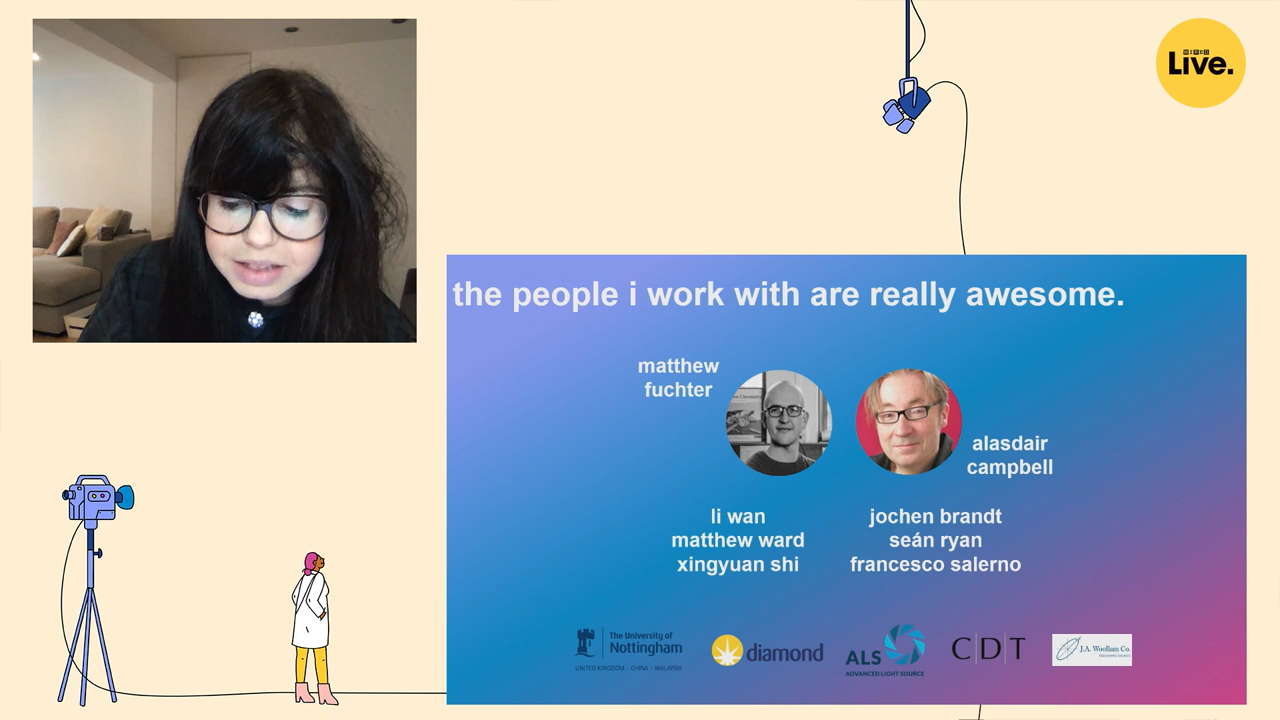 WIRED
Live.
the people i work with are really awesome.
matthew
fuchter
alasdair
campbell
li wan
matthew ward
xingyuan shi
jochen brandt
seán ryan
francesco salerno
The University of
Nottingham
UNITED KINGDOM · CHINA · MALAYSIA
diamond
ALS
ADVANCED LIGHT SOURCE
C|D|T
J.A. Woollam Co.